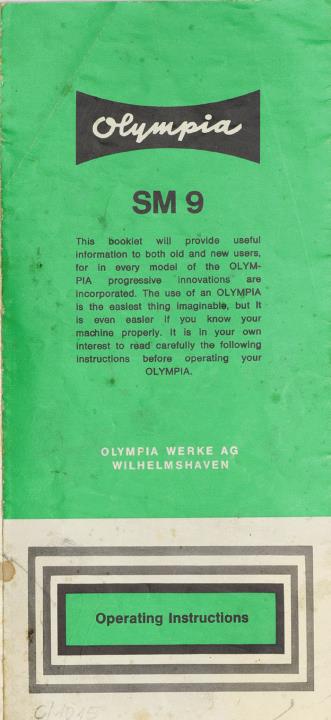 Olympia
SM 9
This booklet will provide useful
information to both old and new users,
for in every model of the OLYM-
PIA progressive innovations are
incorporated. The use of an OLYMPIA
is the easiest thing imaginable, but it
is even easier if you know your
machine properly. It is in your own
interest to read carefully the following
instructions before operating your
OLYMPIA.
OLYMPIA WERKE AG
WILHELMSHAVEN
Operating Instructions